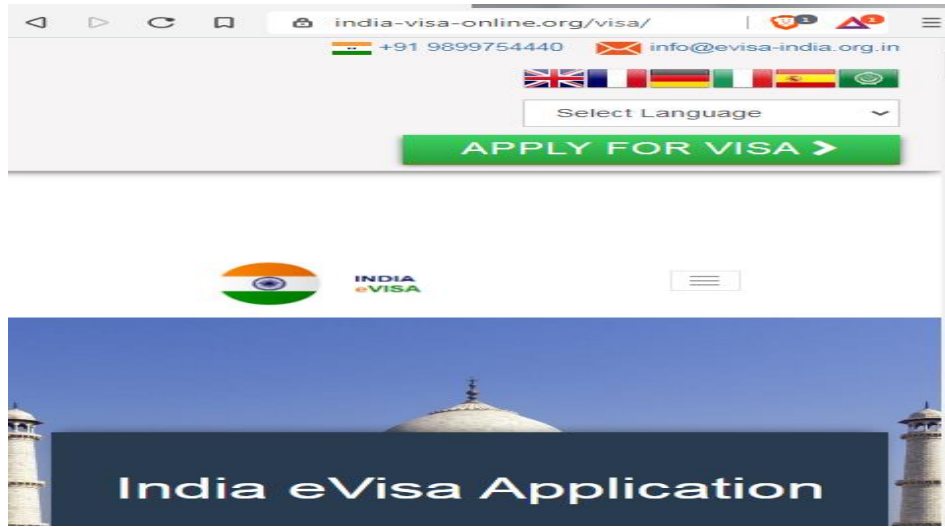 india-visa-online.org/visa/
+91 9899754440 info@evisa-india.org.in
Select Language
APPLY FOR VISA
INDIA
eVISA
India eVisa Application